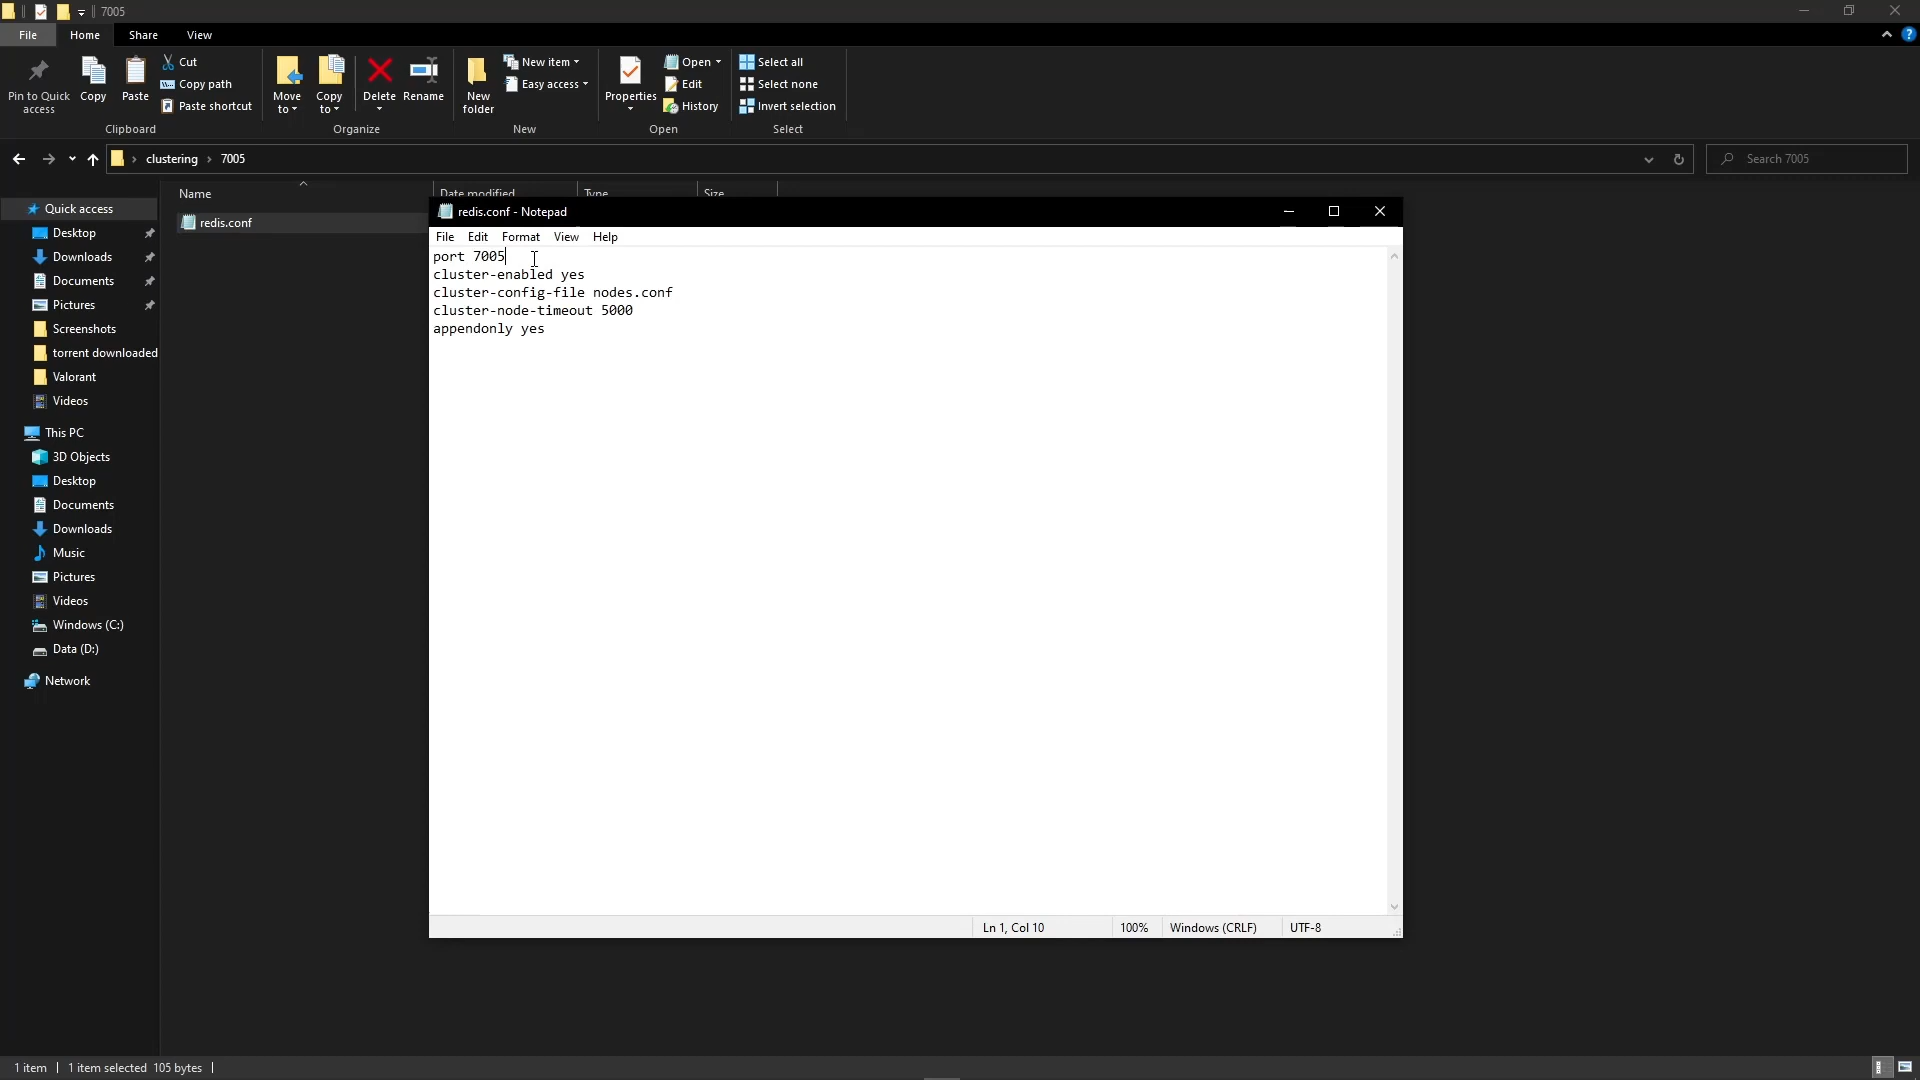 7005
File Home Share View
Pin to Quick access
Copy
Paste
Cut
Copy path
Paste shortcut
Clipboard
Move to
Copy to
Delete
Rename
Organize
New folder
New item
Easy access
New
Properties
Open
Edit
History
Open
Select all
Select none
Invert selection
Select
clustering > 7005
Search 7005
Name Date modified Type Size
redis.conf
Quick access
Desktop
Downloads
Documents
Pictures
Screenshots
torrent downloaded
Valorant
Videos
This PC
3D Objects
Desktop
Documents
Downloads
Music
Pictures
Videos
Windows (C:)
Data (D:)
Network
redis.conf - Notepad
File Edit Format View Help
port 7005
cluster-enabled yes
cluster-config-file nodes.conf
cluster-node-timeout 5000
appendonly yes
Ln 1, Col 10 100% Windows (CRLF) UTF-8
1 item 1 item selected 105 bytes